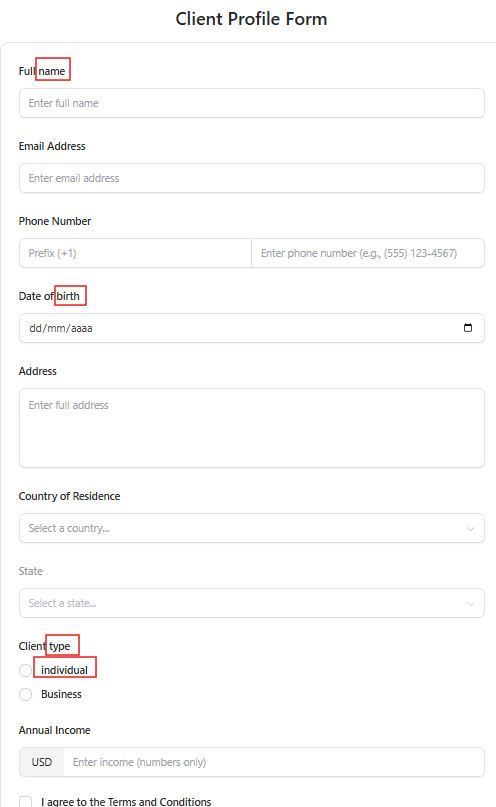 Client Profile Form
Full name
Enter full name
Email Address
Enter email address
Phone Number
Prefix (+1) Enter phone number (e.g., (555) 123-4567)
Date of birth
dd/mm/aaaa
Address
Enter full address
Country of Residence
Select a country...
State
Select a state...
Client type
individual
Business
Annual Income
USD Enter income (numbers only)
I agree to the Terms and Conditions